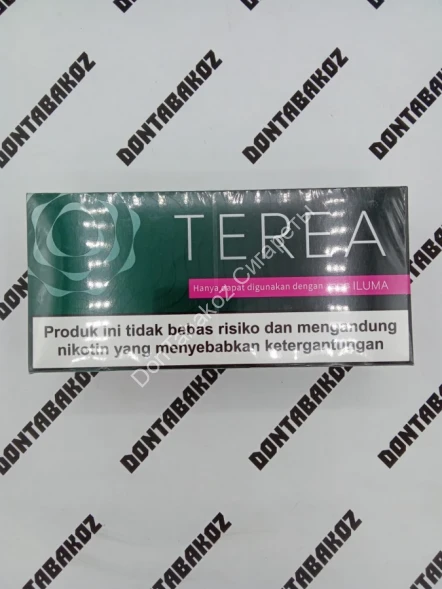 DONTABAKOZ
DONTABAKOZ
DONTABAKOZ
TEREA
Hanya dapat digunakan dengan ILUMA
Produk ini tidak bebas risiko dan mengandung
nikotin yang menyebabkan ketergantungan
DonTabakoZ Сигареты
DONTABAKOZ
DONTABAKOZ
DONTABAKOZ
DONTABAKOZ
DONTABAKOZ